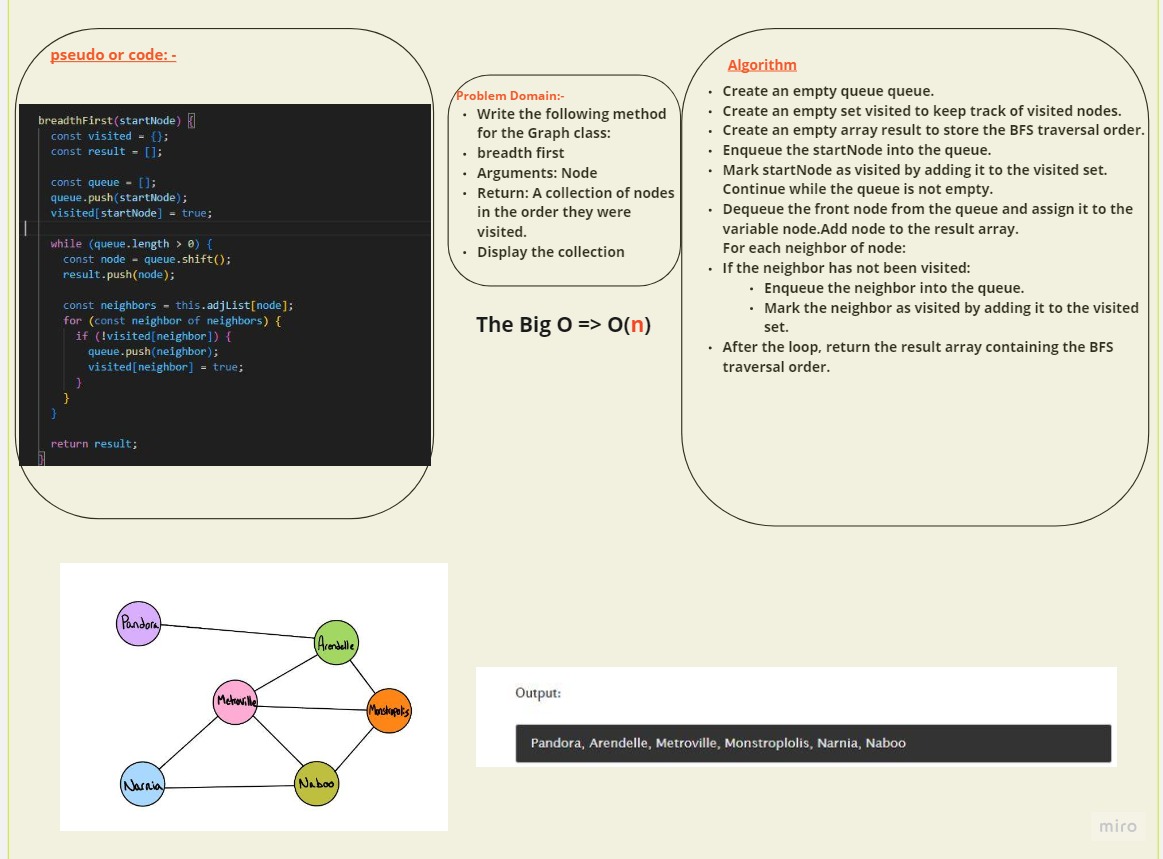 pseudo or code: -
breadthFirst(startNode) {
const visited = {};
const result = [];
const queue = [];
queue.push(startNode);
visited[startNode] = true;
while (queue.length > 0) {
const node = queue.shift();
result.push(node);
const neighbors = this.adjList[node];
for (const neighbor of neighbors) {
if (!visited[neighbor]) {
queue.push(neighbor);
visited[neighbor] = true;
}
}
}
return result;
}
Problem Domain:-
• Write the following method
for the Graph class:
• breadth first
• Arguments: Node
• Return: A collection of nodes
in the order they were
visited.
• Display the collection
The Big O => O(n)
Algorithm
• Create an empty queue queue.
• Create an empty set visited to keep track of visited nodes.
• Create an empty array result to store the BFS traversal order.
• Enqueue the startNode into the queue.
• Mark startNode as visited by adding it to the visited set.
Continue while the queue is not empty.
• Dequeue the front node from the queue and assign it to the
variable node.Add node to the result array.
For each neighbor of node:
• If the neighbor has not been visited:
• Enqueue the neighbor into the queue.
• Mark the neighbor as visited by adding it to the visited
set.
• After the loop, return the result array containing the BFS
traversal order.
Pandora
Arendelle
Metroville
Monstropolis
Narnia
Naboo
Output:
Pandora, Arendelle, Metroville, Monstroplolis, Narnia, Naboo
miro